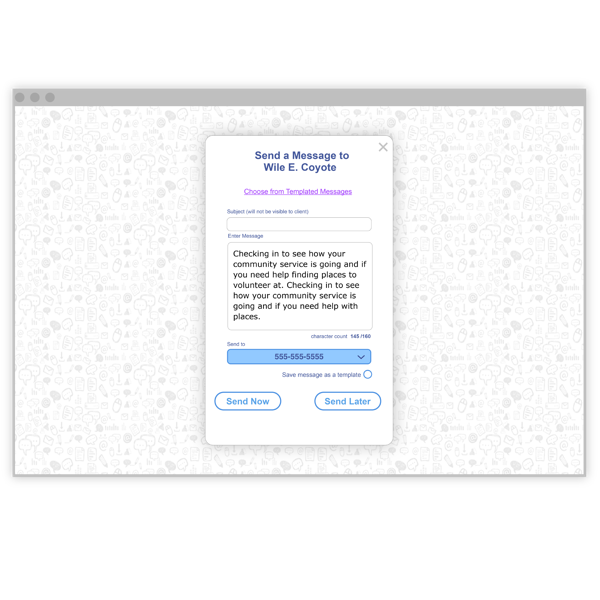 Send a Message to
Wile E. Coyote
Choose from Templated Messages
Subject (will not be visible to client)
Enter Message
Checking in to see how your
community service is going and if
you need help finding places to
volunteer at. Checking in to see
how your community service is
going and if you need help with
places.
character count 145 /160
Send to
555-555-5555
Save message as a template
Send Now
Send Later